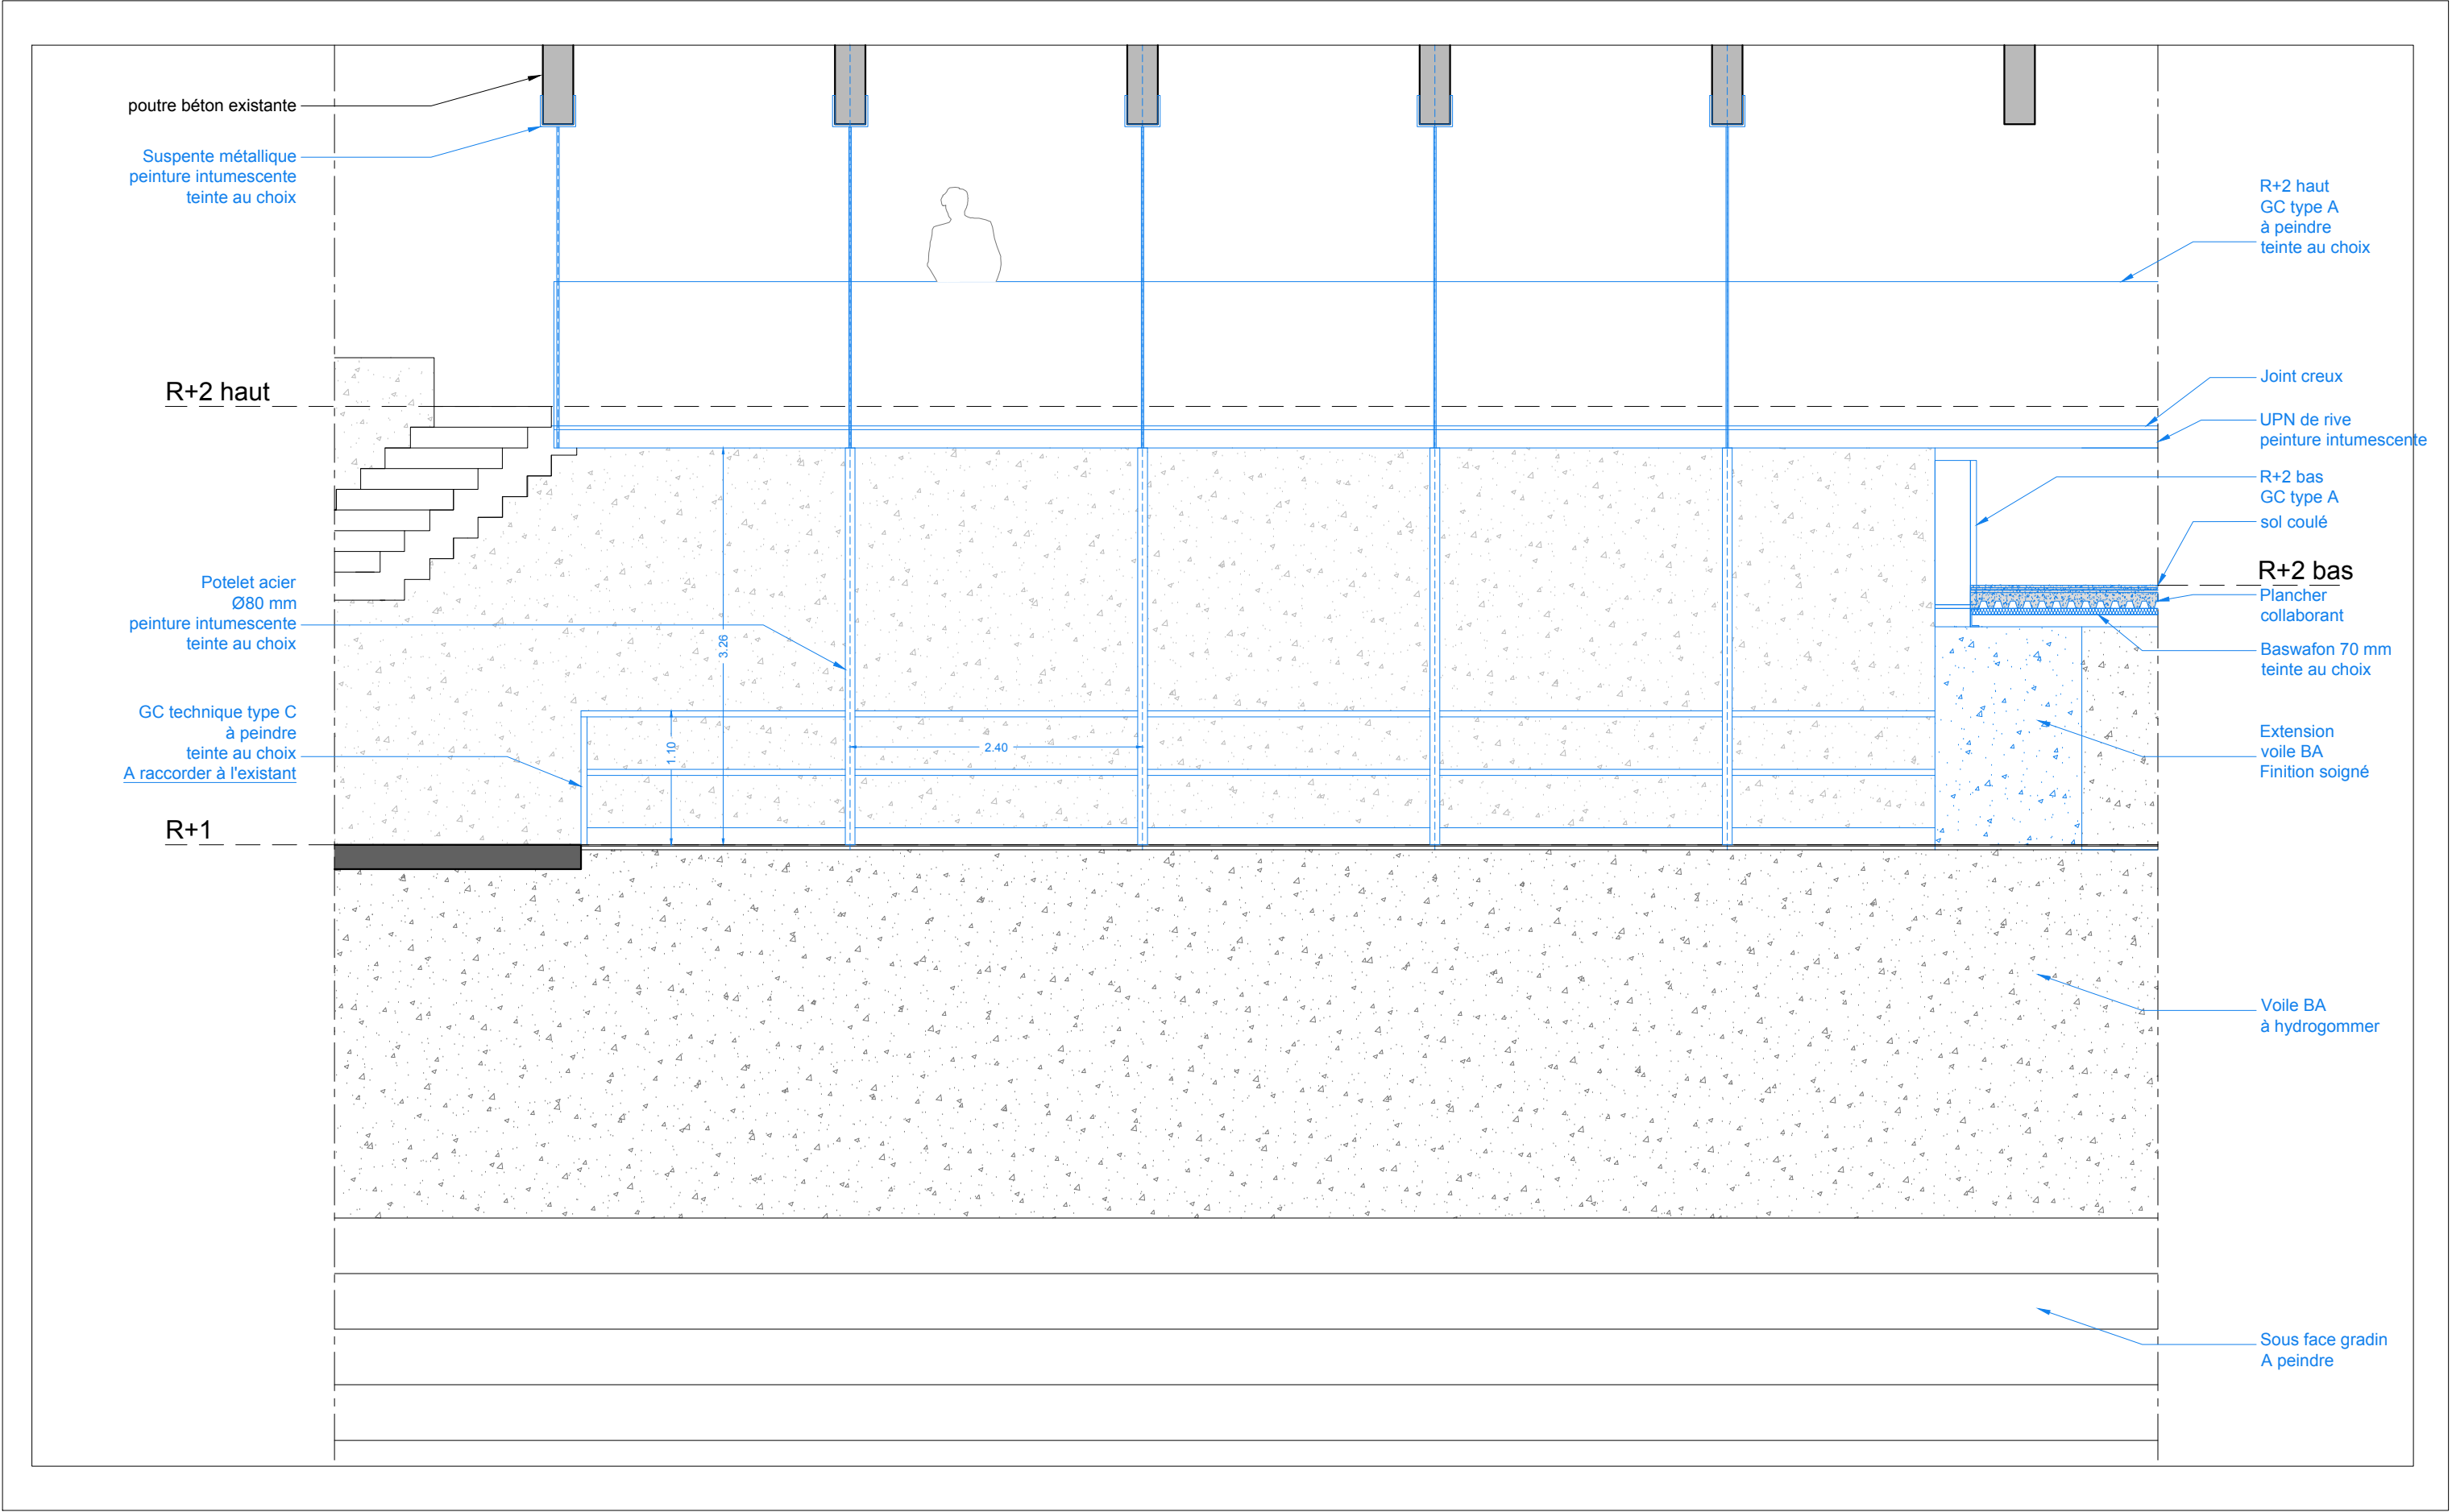 poutre béton existante
Suspente métallique
peinture intumescente
teinte au choix
R+2 haut
Potelet acier
Ø80 mm
peinture intumescente
teinte au choix
GC technique type C
à peindre
teinte au choix
A raccorder à l'existant
R+1
3.26
1.10
2.40
R+2 haut
GC type A
à peindre
teinte au choix
Joint creux
UPN de rive
peinture intumescente
R+2 bas
GC type A
sol coulé
R+2 bas
Plancher
collaborant
Baswafon 70 mm
teinte au choix
Extension
voile BA
Finition soigné
Voile BA
à hydrogommer
Sous face gradin
A peindre